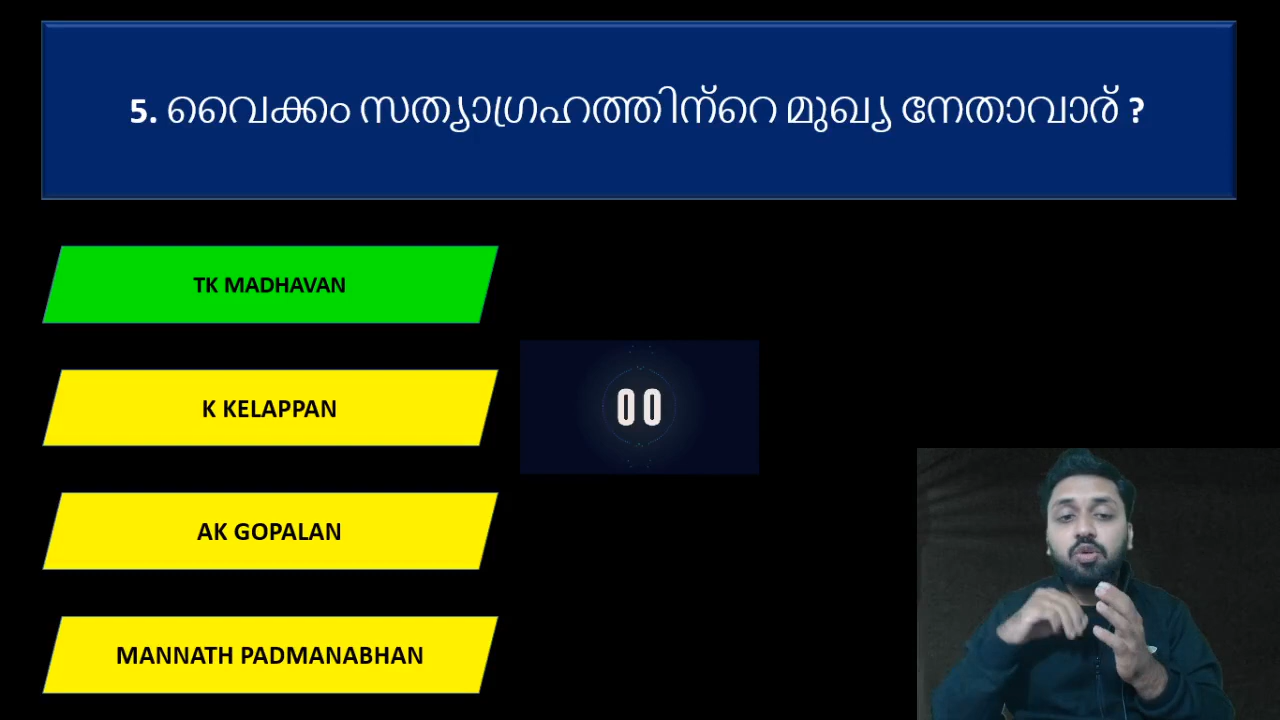 5. വൈക്കം സത്യാഗ്രഹത്തിന്റെ മുഖ്യ നേതാവാര് ?
TK MADHAVAN
K KELAPPAN
00
AK GOPALAN
MANNATH PADMANABHAN